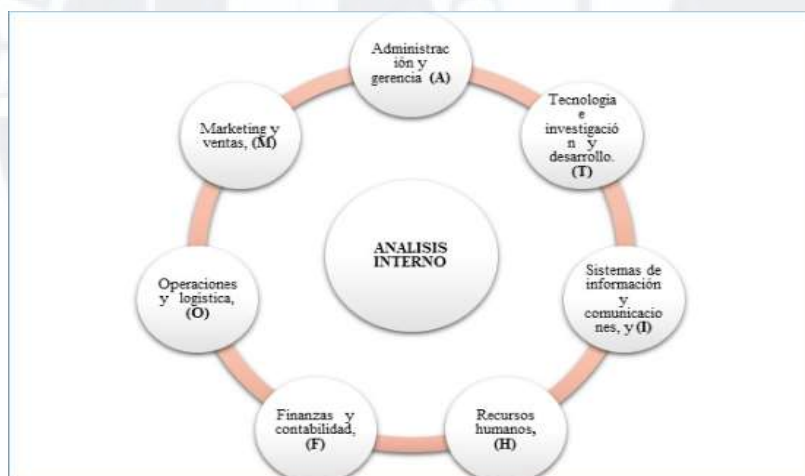 Administrac
ión y
gerencia (A)
Tecnologia
e
investigació
n y
desarrollo.
(T)
Sistemas de
información
y
comunicacio
nes, y (I)
Recursos
humanos,
(H)
Finanzas y
contabilidad,
(F)
Operaciones
y logística,
(O)
Marketing y
ventas, (M)
ANALISIS
INTERNO